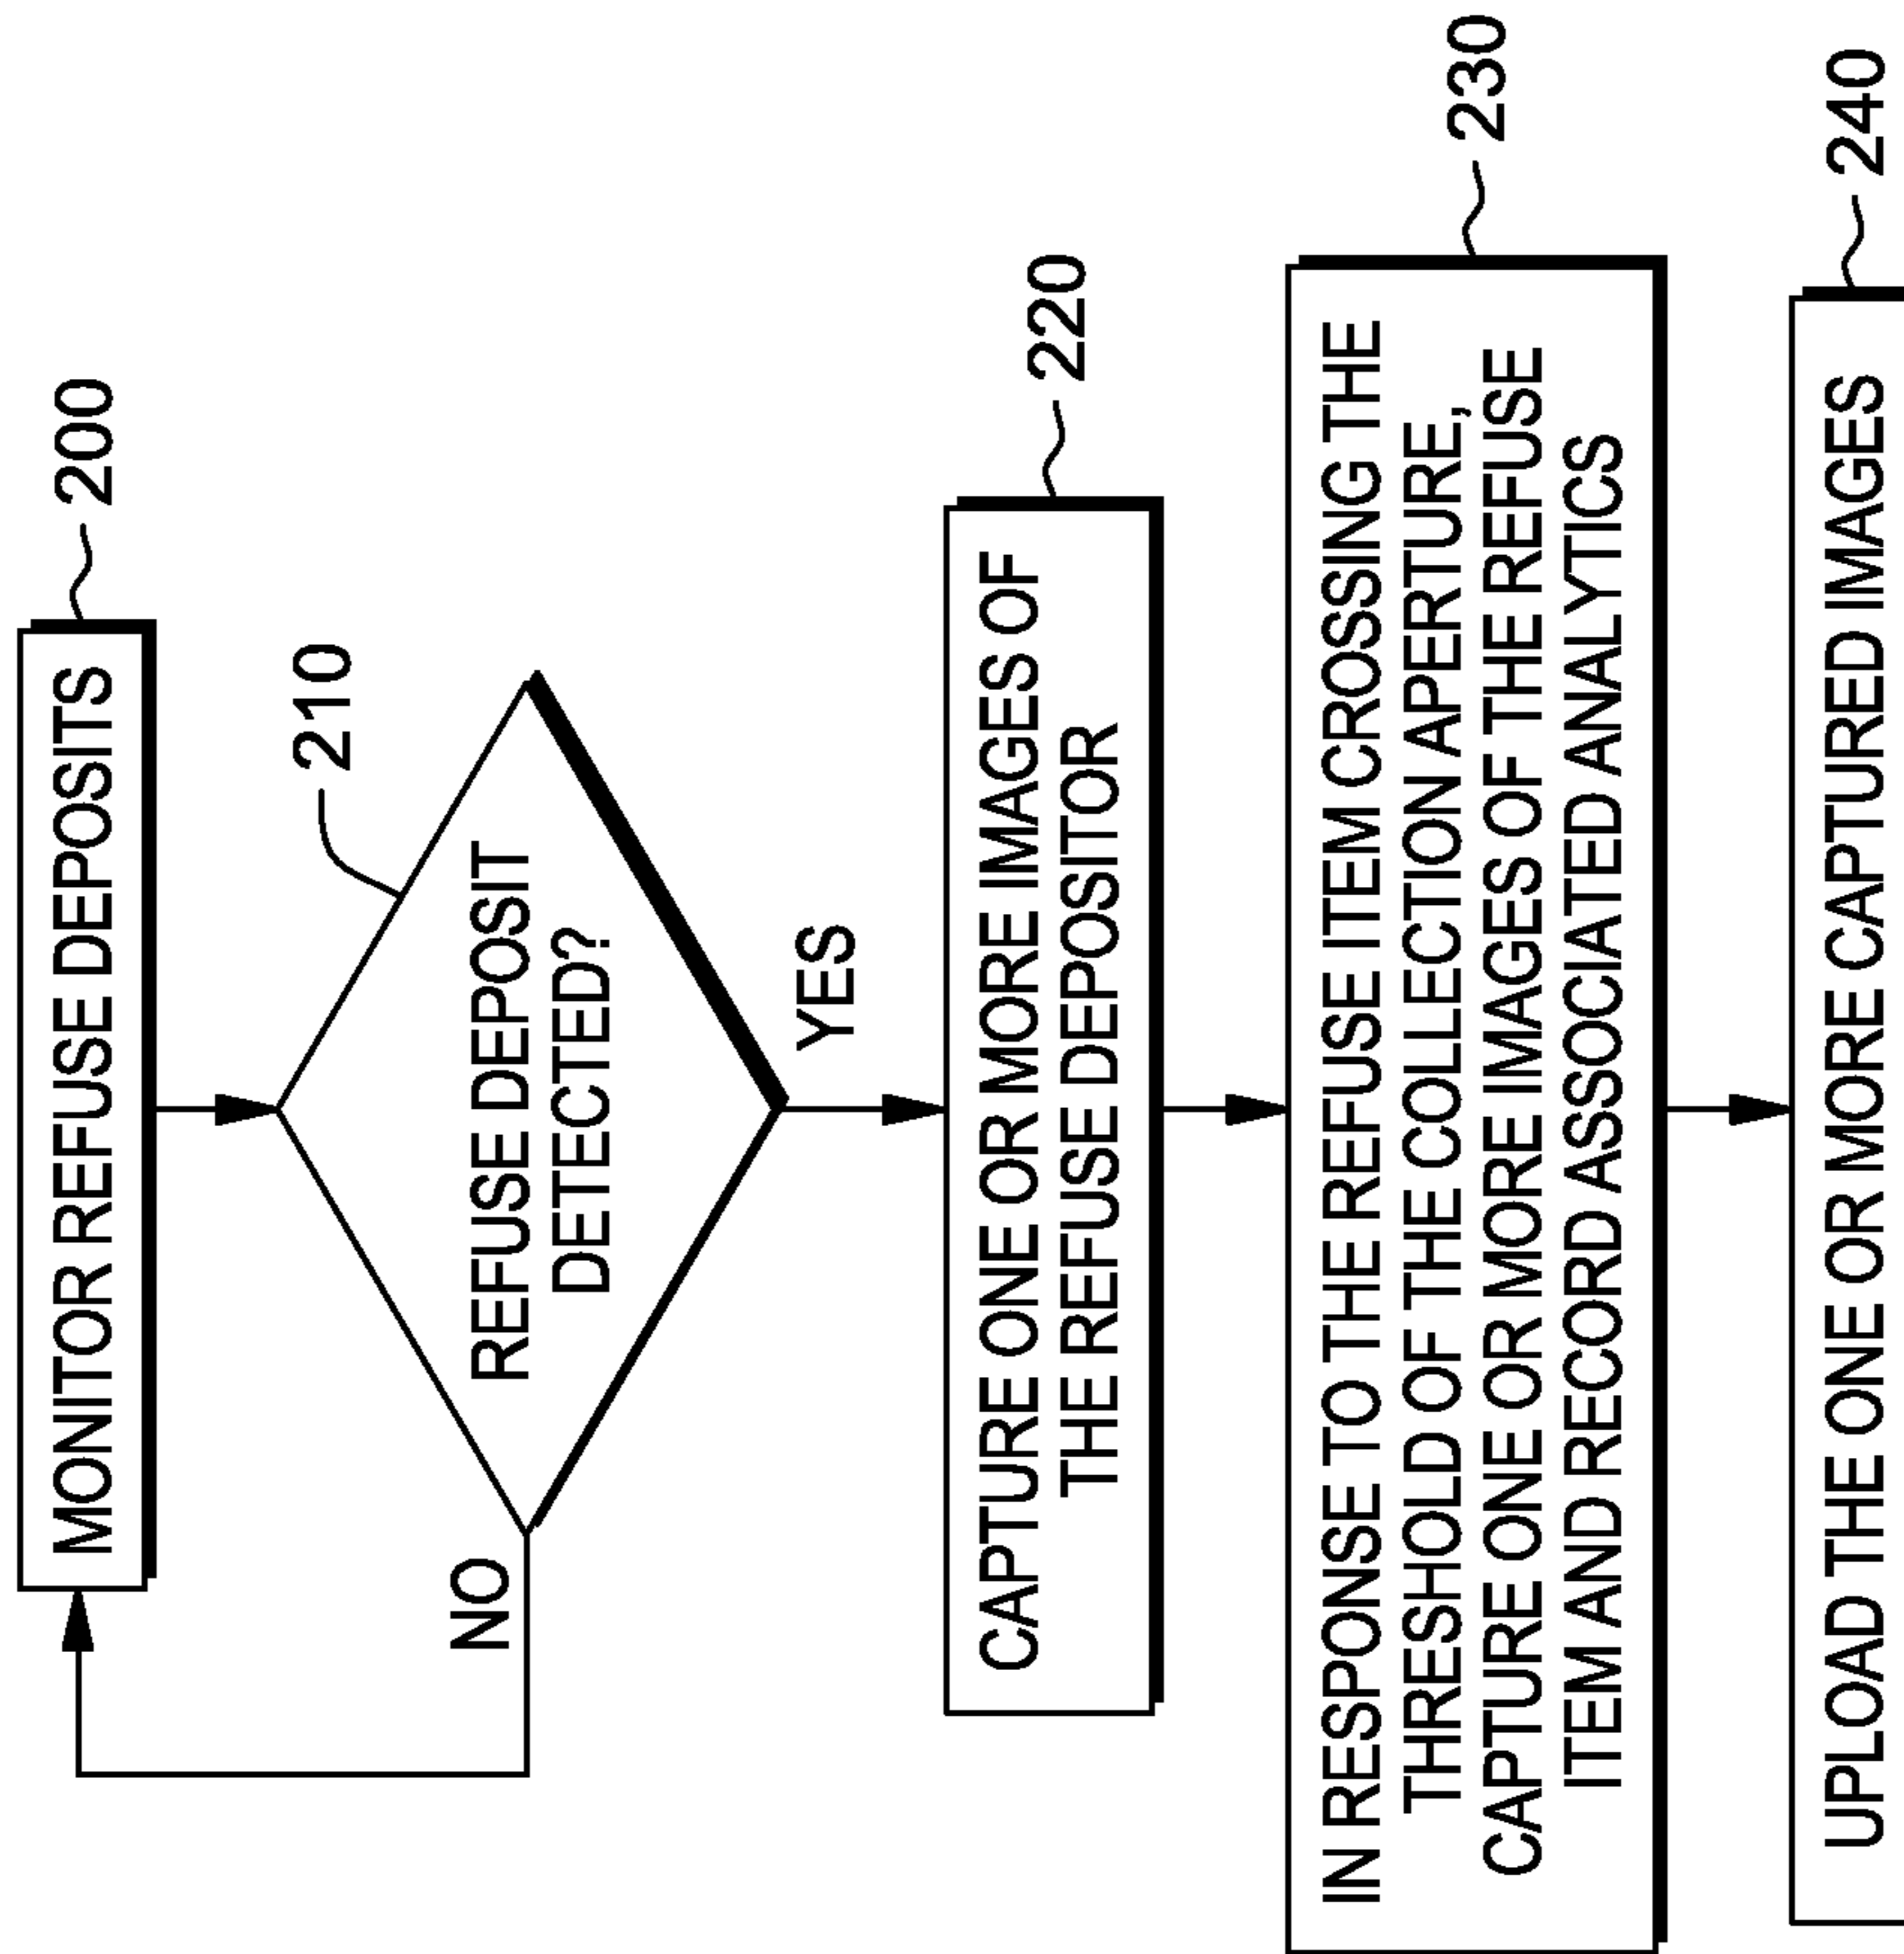 MONITOR REFUSE DEPOSITS
200
210
REFUSE DEPOSIT
DETECTED?
NO
YES
CAPTURE ONE OR MORE IMAGES OF
THE REFUSE DEPOSITOR
220
IN RESPONSE TO THE REFUSE ITEM CROSSING THE
THRESHOLD OF THE COLLECTION APERTURE,
CAPTURE ONE OR MORE IMAGES OF THE REFUSE
ITEM AND RECORD ASSOCIATED ANALYTICS
230
UPLOAD THE ONE OR MORE CAPTURED IMAGES
240